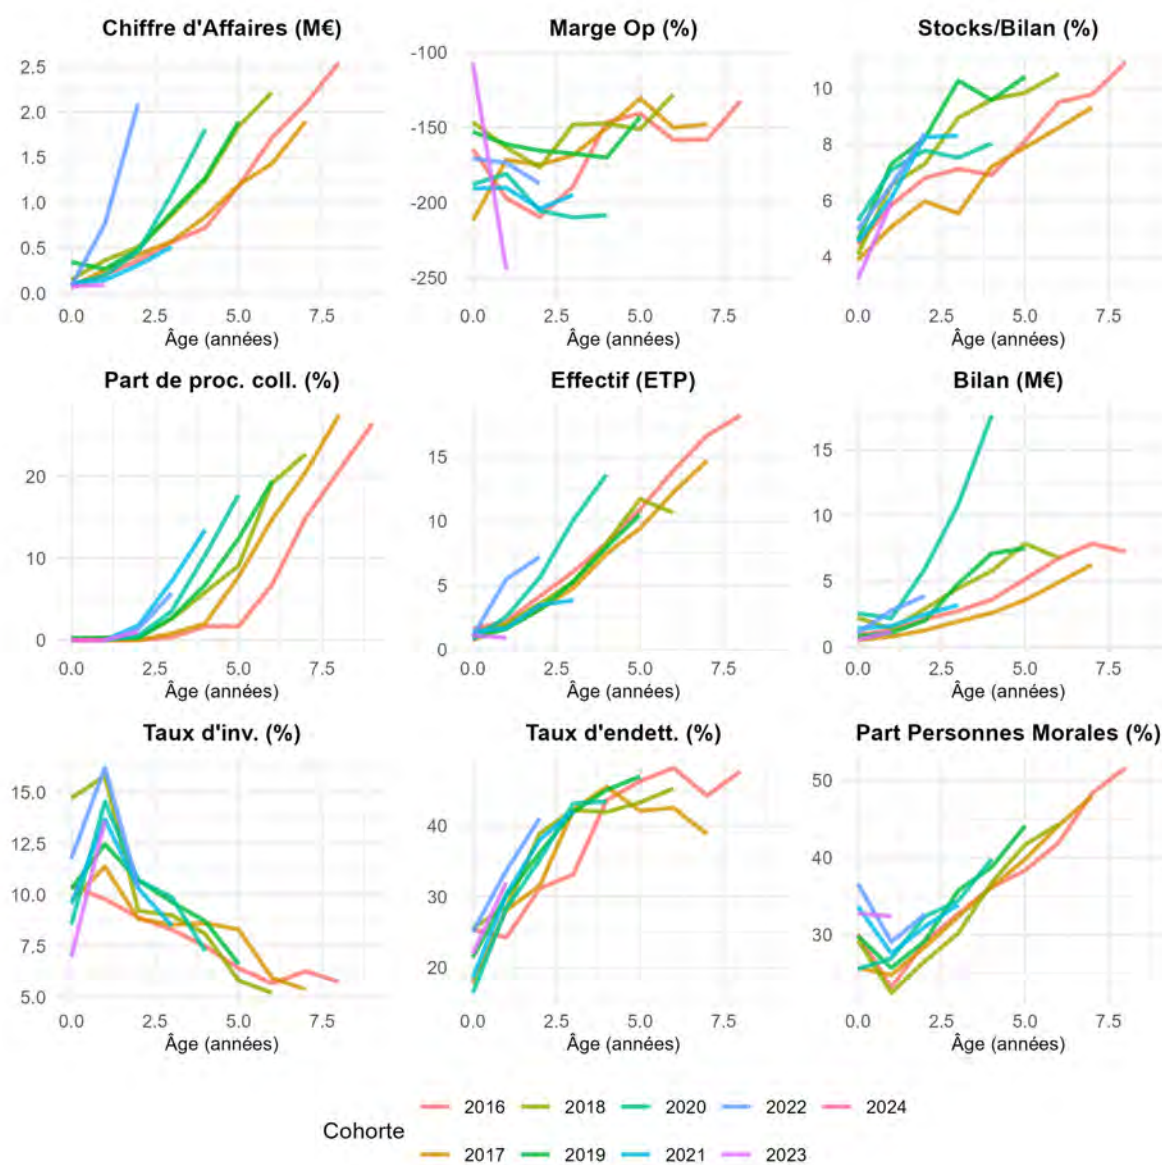 Chiffre d'Affaires (M€)
Marge Op (%)
Stocks/Bilan (%)
2.5
2.0
1.5
1.0
0.5
0.0
-100
-150
-200
-250
10
8
6
4
0.0 2.5 5.0 7.5
0.0 2.5 5.0 7.5
0.0 2.5 5.0 7.5
Âge (années)
Âge (années)
Âge (années)
Part de proc. coll. (%)
Effectif (ETP)
Bilan (M€)
20
10
0
15
10
5
0
15
10
5
0
0.0 2.5 5.0 7.5
0.0 2.5 5.0 7.5
0.0 2.5 5.0 7.5
Âge (années)
Âge (années)
Âge (années)
Taux d'inv. (%)
Taux d'endett. (%)
Part Personnes Morales (%)
15.0
12.5
10.0
7.5
5.0
40
30
20
50
40
30
0.0 2.5 5.0 7.5
0.0 2.5 5.0 7.5
0.0 2.5 5.0 7.5
Âge (années)
Âge (années)
Âge (années)
Cohorte
2016 2018 2020 2022 2024
2017 2019 2021 2023